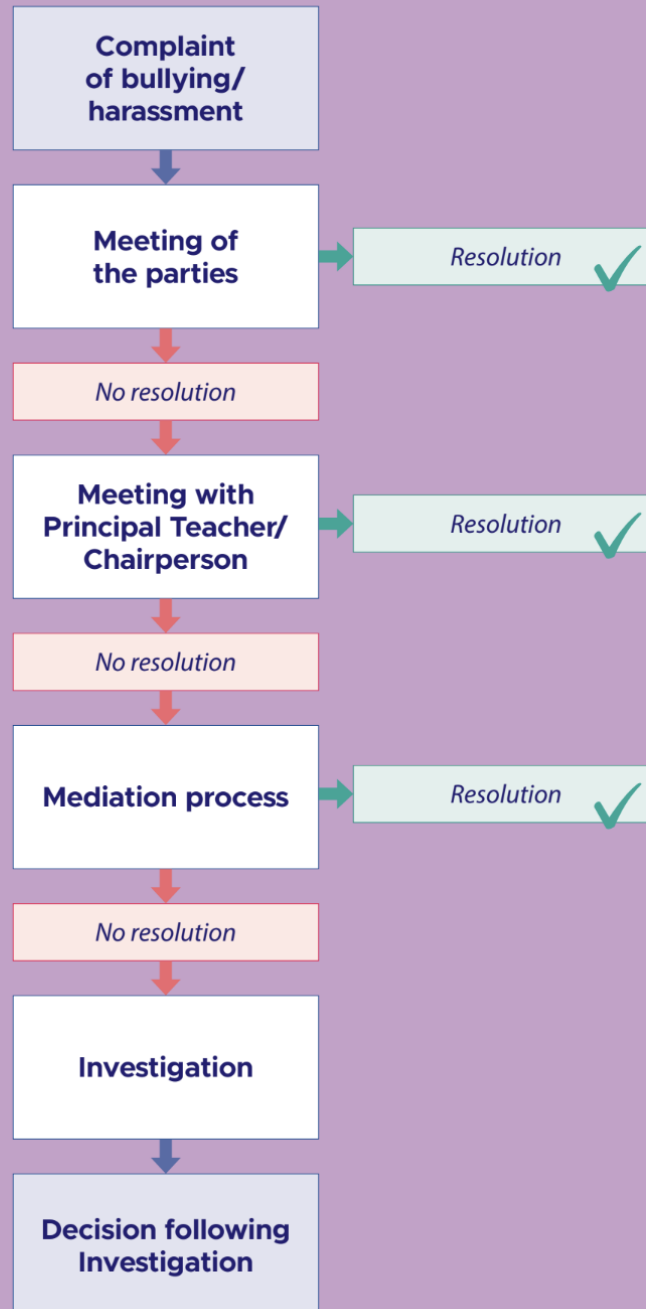 Complaint
of bullying/
harassment
Meeting of
the parties
Resolution
No resolution
Meeting with
Principal Teacher/
Chairperson
Resolution
No resolution
Mediation process
Resolution
No resolution
Investigation
Decision following
Investigation